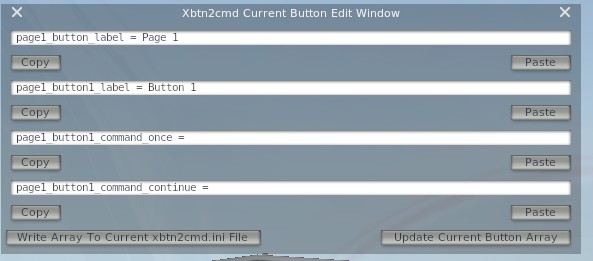 Xbtn2cmd Current Button Edit Window
page1_button_label = Page 1
Copy Paste
page1_button1_label = Button 1
Copy Paste
page1_button1_command_once =
Copy Paste
page1_button1_command_continue =
Copy Paste
Write Array To Current xbtn2cmd.ini File Update Current Button Array